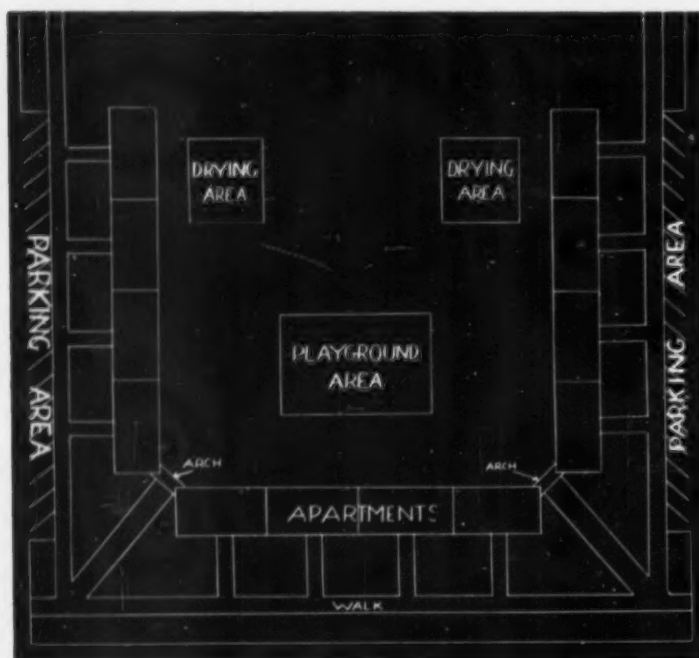 DRYING
AREA
DRYING
AREA
PARKING AREA
PARKING AREA
PLAYGROUND
AREA
ARCH
ARCH
APARTMENTS
WALK